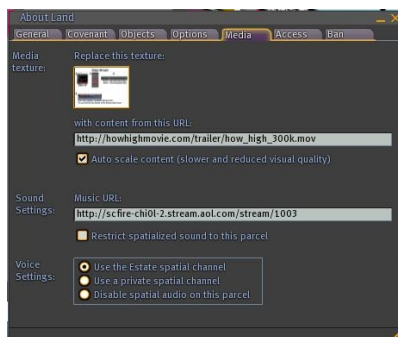 About Land
General Covenant Objects Options Media Access Ban
Media texture:
Replace this texture:
with content from this URL:
http://howhighmovie.com/trailer/how_high_300k.mov
Auto scale content (slower and reduced visual quality)
Sound Settings:
Music URL:
http://scfire-chi0l-2.stream.aol.com/stream/1003
Restrict spatialized sound to this parcel
Voice Settings:
Use the Estate spatial channel
Use a private spatial channel
Disable spatial audio on this parcel